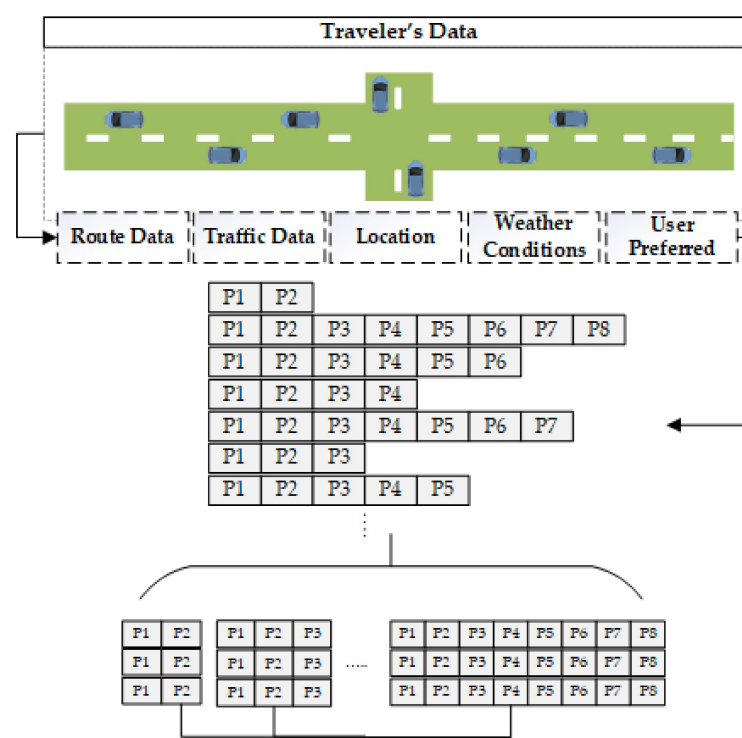 Traveler's Data
Route Data Traffic Data Location Weather Conditions User Preferred
P1 P2
P1 P2 P3 P4 P5 P6 P7 P8
P1 P2 P3 P4 P5 P6
P1 P2 P3 P4
P1 P2 P3 P4 P5 P6 P7
P1 P2 P3
P1 P2 P3 P4 P5
P1 P2 P1 P2 P3 P1 P2 P3 P4 P5 P6 P7 P8
P1 P2 P1 P2 P3 ..... P1 P2 P3 P4 P5 P6 P7 P8
P1 P2 P1 P2 P3 P1 P2 P3 P4 P5 P6 P7 P8